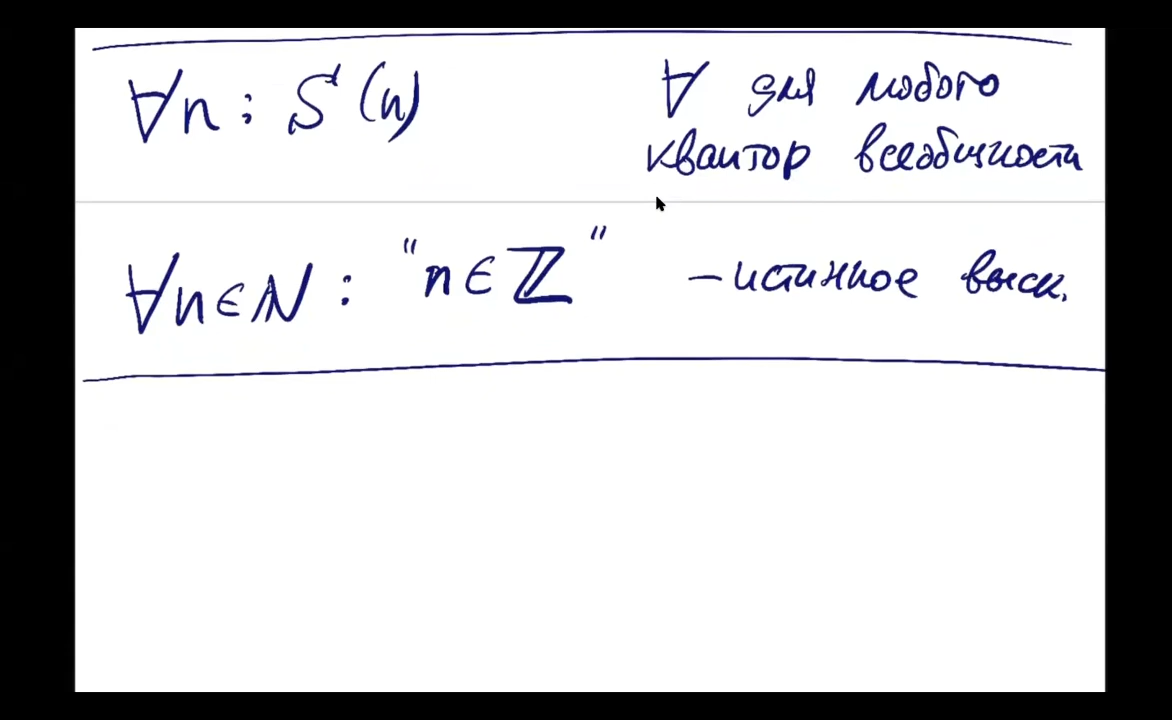 ∀n : S(n) ∀ для любого
квантор всеобщности
∀n∈ℕ : "n∈ℤ" – истинное выск.